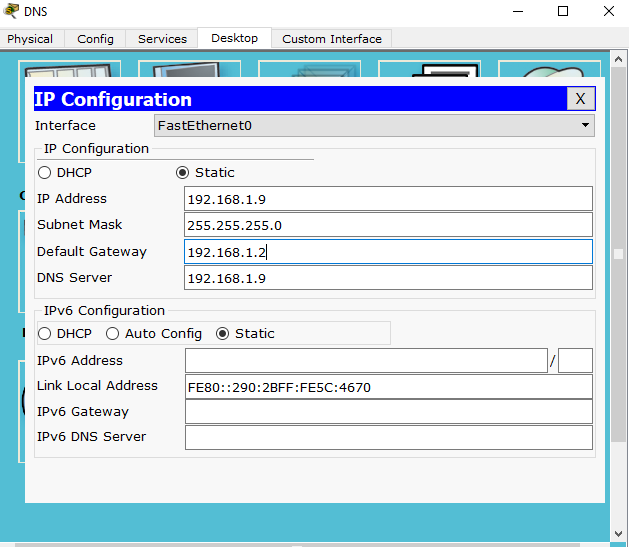 DNS
Physical Config Services Desktop Custom Interface
IP Configuration X
Interface FastEthernet0
IP Configuration
DHCP Static
IP Address 192.168.1.9
Subnet Mask 255.255.255.0
Default Gateway 192.168.1.2
DNS Server 192.168.1.9
IPv6 Configuration
DHCP Auto Config Static
IPv6 Address /
Link Local Address FE80::290:2BFF:FE5C:4670
IPv6 Gateway
IPv6 DNS Server